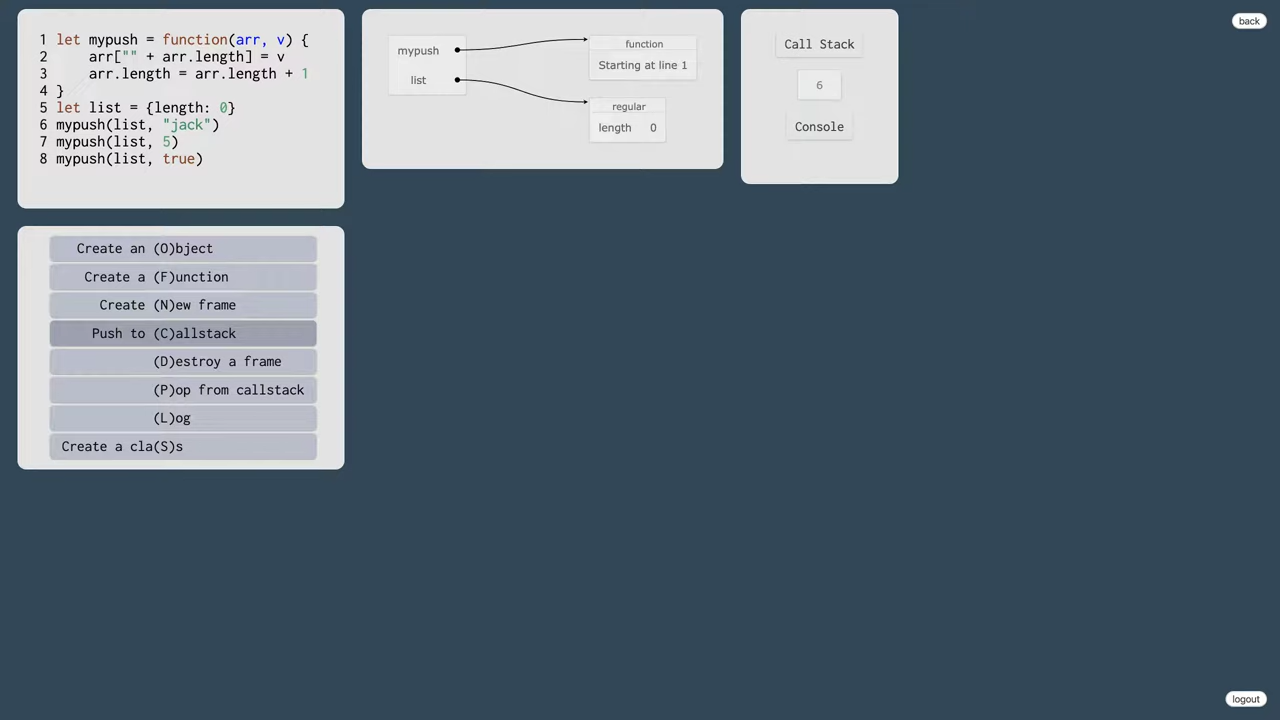 1 let mypush = function(arr, v) {
2     arr["" + arr.length] = v
3     arr.length = arr.length + 1
4 }
5 let list = {length: 0}
6 mypush(list, "jack")
7 mypush(list, 5)
8 mypush(list, true)
mypush
list
function
Starting at line 1
regular
length 0
Call Stack
6
Console
back
Create an (O)bject
Create a (F)unction
Create (N)ew frame
Push to (C)allstack
(D)estroy a frame
(P)op from callstack
(L)og
Create a cla(S)s
logout